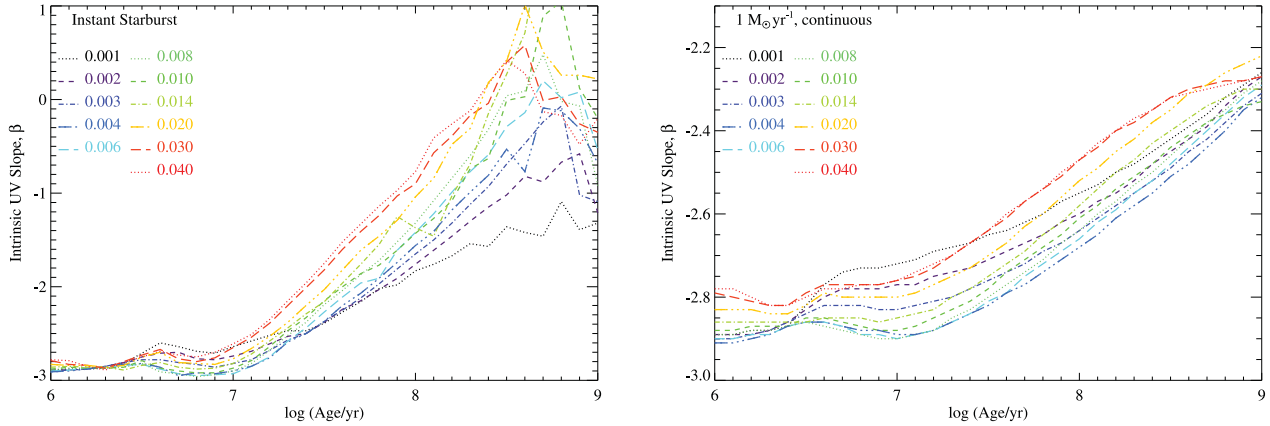 Instant Starburst
0.001 0.008
0.002 0.010
0.003 0.014
0.004 0.020
0.006 0.030
0.040
1
0
-1
-2
-3
Intrinsic UV Slope, β
6 7 8 9
log (Age/yr)
1 M☉ yr⁻¹, continuous
0.001 0.008
0.002 0.010
0.003 0.014
0.004 0.020
0.006 0.030
0.040
-2.2
-2.4
-2.6
-2.8
-3.0
Intrinsic UV Slope, β
6 7 8 9
log (Age/yr)